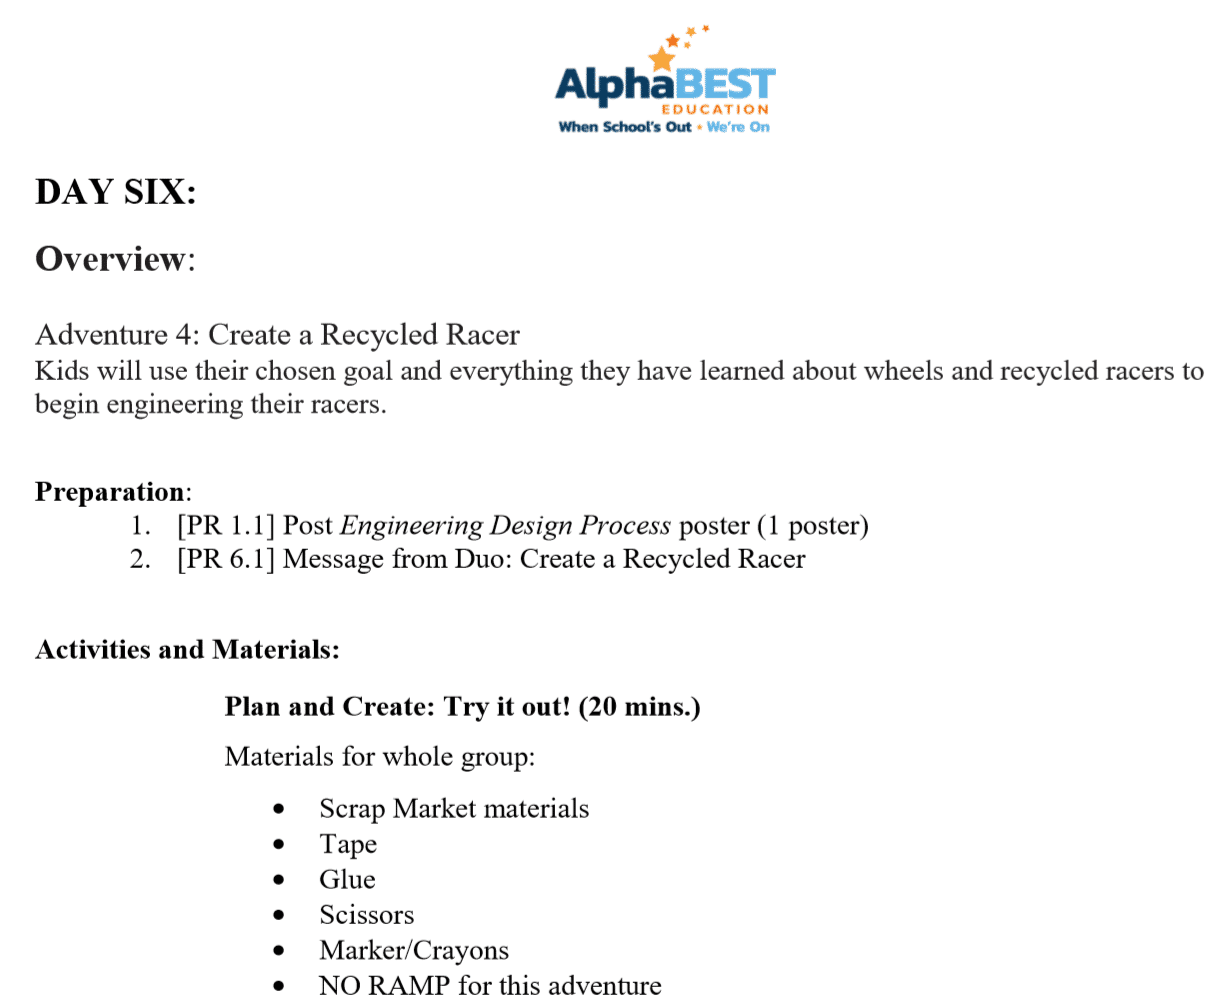 AlphaBEST
EDUCATION
When School's Out • We're On
DAY SIX:
Overview:
Adventure 4: Create a Recycled Racer
Kids will use their chosen goal and everything they have learned about wheels and recycled racers to
begin engineering their racers.
Preparation:
1. [PR 1.1] Post Engineering Design Process poster (1 poster)
2. [PR 6.1] Message from Duo: Create a Recycled Racer
Activities and Materials:
Plan and Create: Try it out! (20 mins.)
Materials for whole group:
• Scrap Market materials
• Tape
• Glue
• Scissors
• Marker/Crayons
• NO RAMP for this adventure